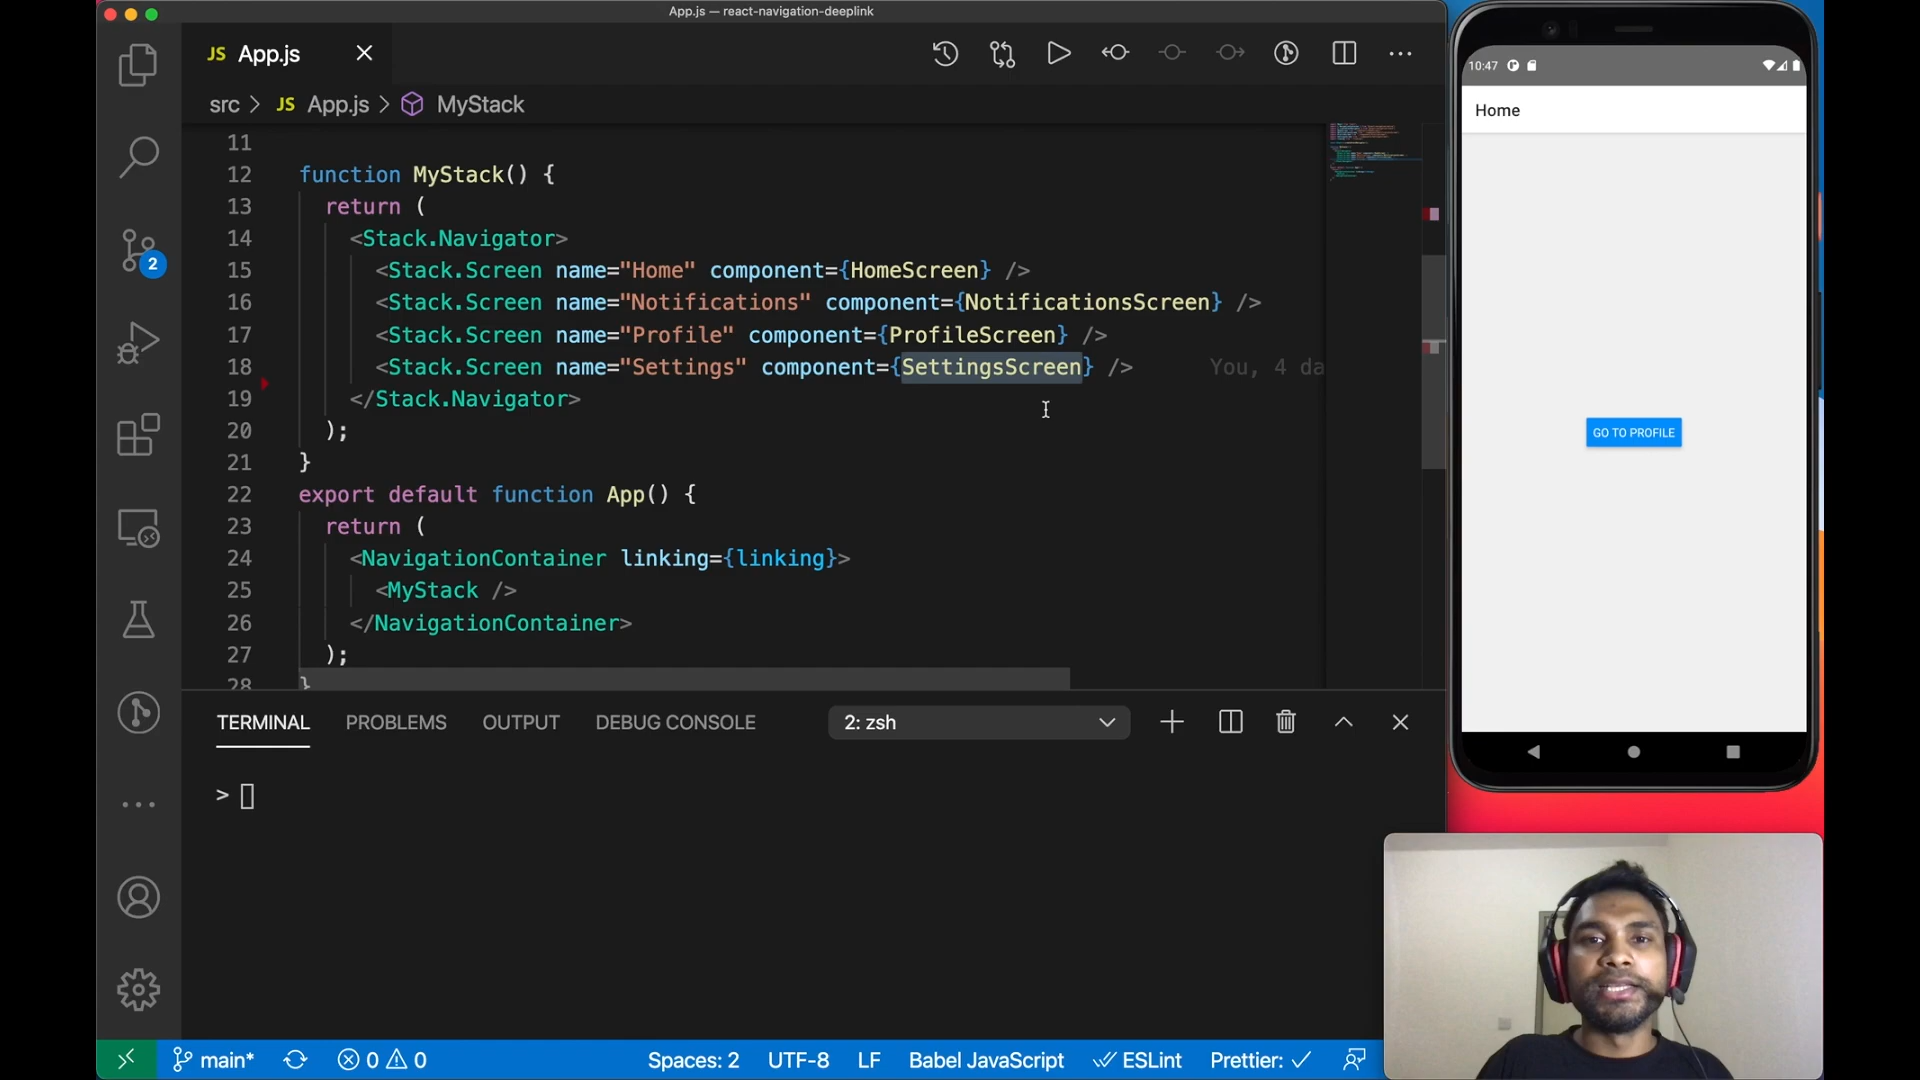 App.js — react-navigation-deeplink
JS App.js
src > JS App.js > MyStack
11
12 function MyStack() {
13 return (
14 <Stack.Navigator>
15 <Stack.Screen name="Home" component={HomeScreen} />
16 <Stack.Screen name="Notifications" component={NotificationsScreen} />
17 <Stack.Screen name="Profile" component={ProfileScreen} />
18 <Stack.Screen name="Settings" component={SettingsScreen} /> You, 4 da
19 </Stack.Navigator>
20 );
21 }
22 export default function App() {
23 return (
24 <NavigationContainer linking={linking}>
25 <MyStack />
26 </NavigationContainer>
27 );
28 }
2
TERMINAL PROBLEMS OUTPUT DEBUG CONSOLE 2: zsh
>
main* 0 0 Spaces: 2 UTF-8 LF Babel JavaScript ESLint Prettier: ✓
10:47
Home
GO TO PROFILE